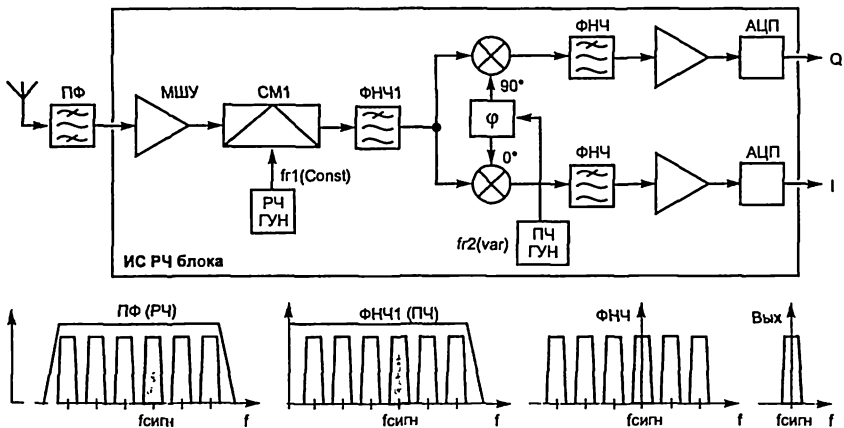 ФНЧ
АЦП
Q
ПФ
МШУ
СМ1
ФНЧ1
90°
φ
0°
fr1(Const)
РЧ
ГУН
ФНЧ
АЦП
I
fr2(var)
ПЧ
ГУН
ИС РЧ блока
ПФ (РЧ)
ФНЧ1 (ПЧ)
ФНЧ
Вых
fсигн f
fсигн f
fсигн f
fсигн f